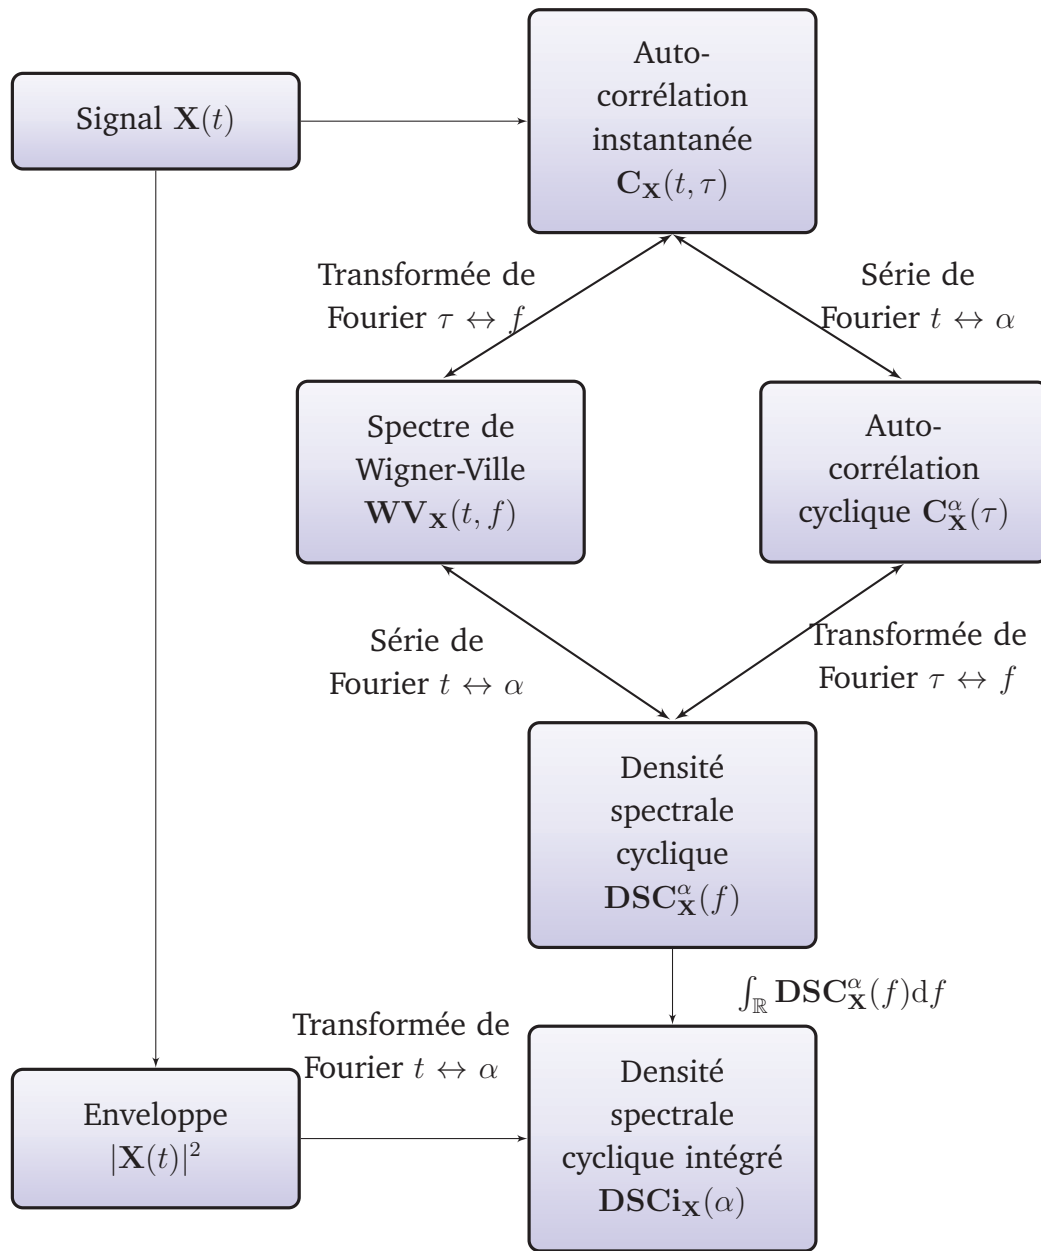 Auto-
corrélation
instantanée
𝐂_𝐗(t, τ)
Signal 𝐗(t)
Transformée de
Fourier τ ↔ f
Série de
Fourier t ↔ α
Spectre de
Wigner-Ville
𝐖𝐕_𝐗(t, f)
Auto-
corrélation
cyclique 𝐂_𝐗^α(τ)
Série de
Fourier t ↔ α
Transformée de
Fourier τ ↔ f
Densité
spectrale
cyclique
𝐃𝐒𝐂_𝐗^α(f)
∫_ℝ 𝐃𝐒𝐂_𝐗^α(f)df
Transformée de
Fourier t ↔ α
Enveloppe
|𝐗(t)|²
Densité
spectrale
cyclique intégré
𝐃𝐒𝐂𝐢_𝐗(α)